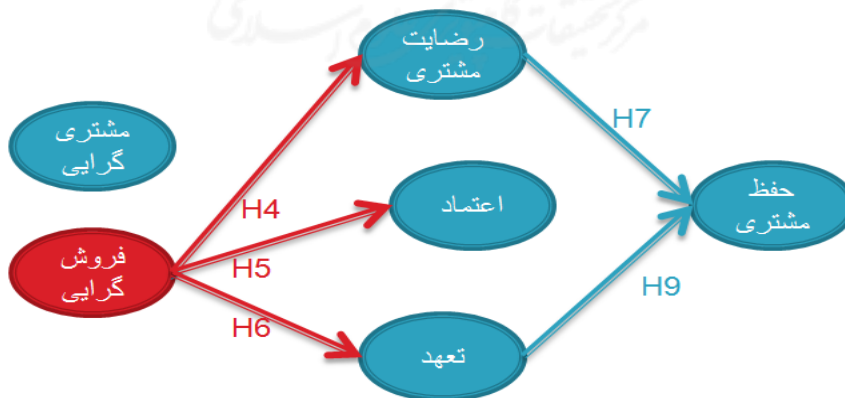 رضایت
مشتری
مشتری
گرایی
H7
حفظ
مشتری
اعتماد
H4
فروش
گرایی
H5
H6
H9
تعهد